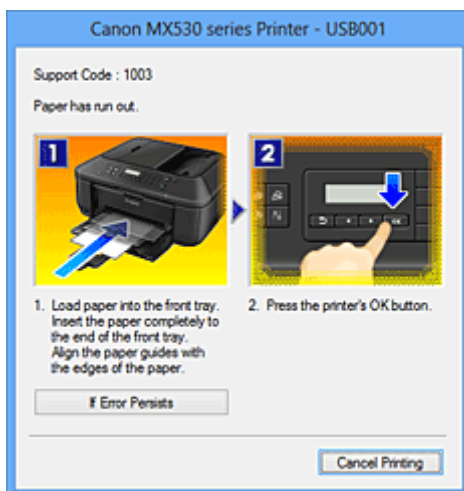 Canon MX530 series Printer - USB001
Support Code : 1003
Paper has run out.
1
2
OK
1. Load paper into the front tray.
Insert the paper completely to
the end of the front tray.
Align the paper guides with
the edges of the paper.
2. Press the printer's OK button.
If Error Persists
Cancel Printing